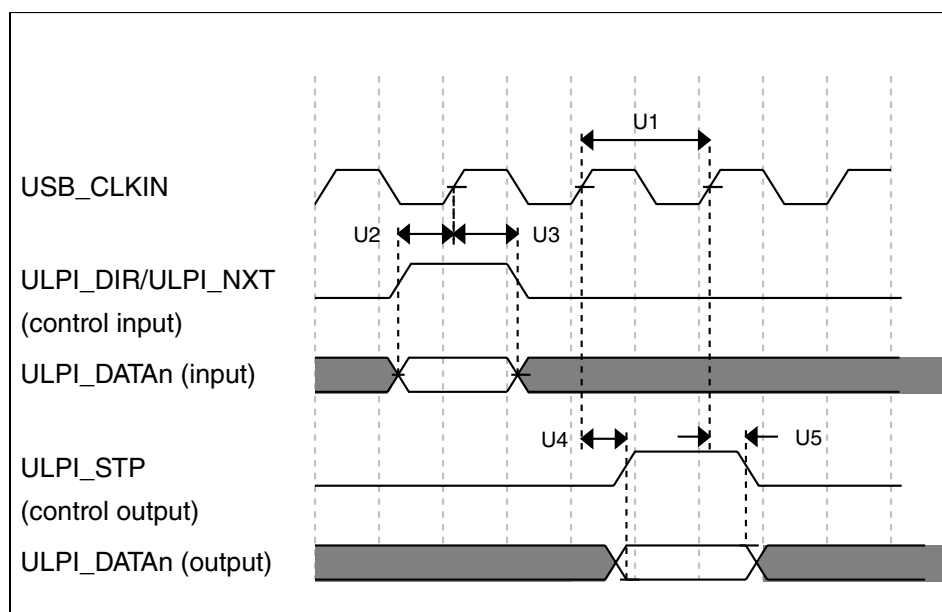 U1
USB_CLKIN
U2
U3
ULPI_DIR/ULPI_NXT
(control input)
ULPI_DATAn (input)
U4
U5
ULPI_STP
(control output)
ULPI_DATAn (output)